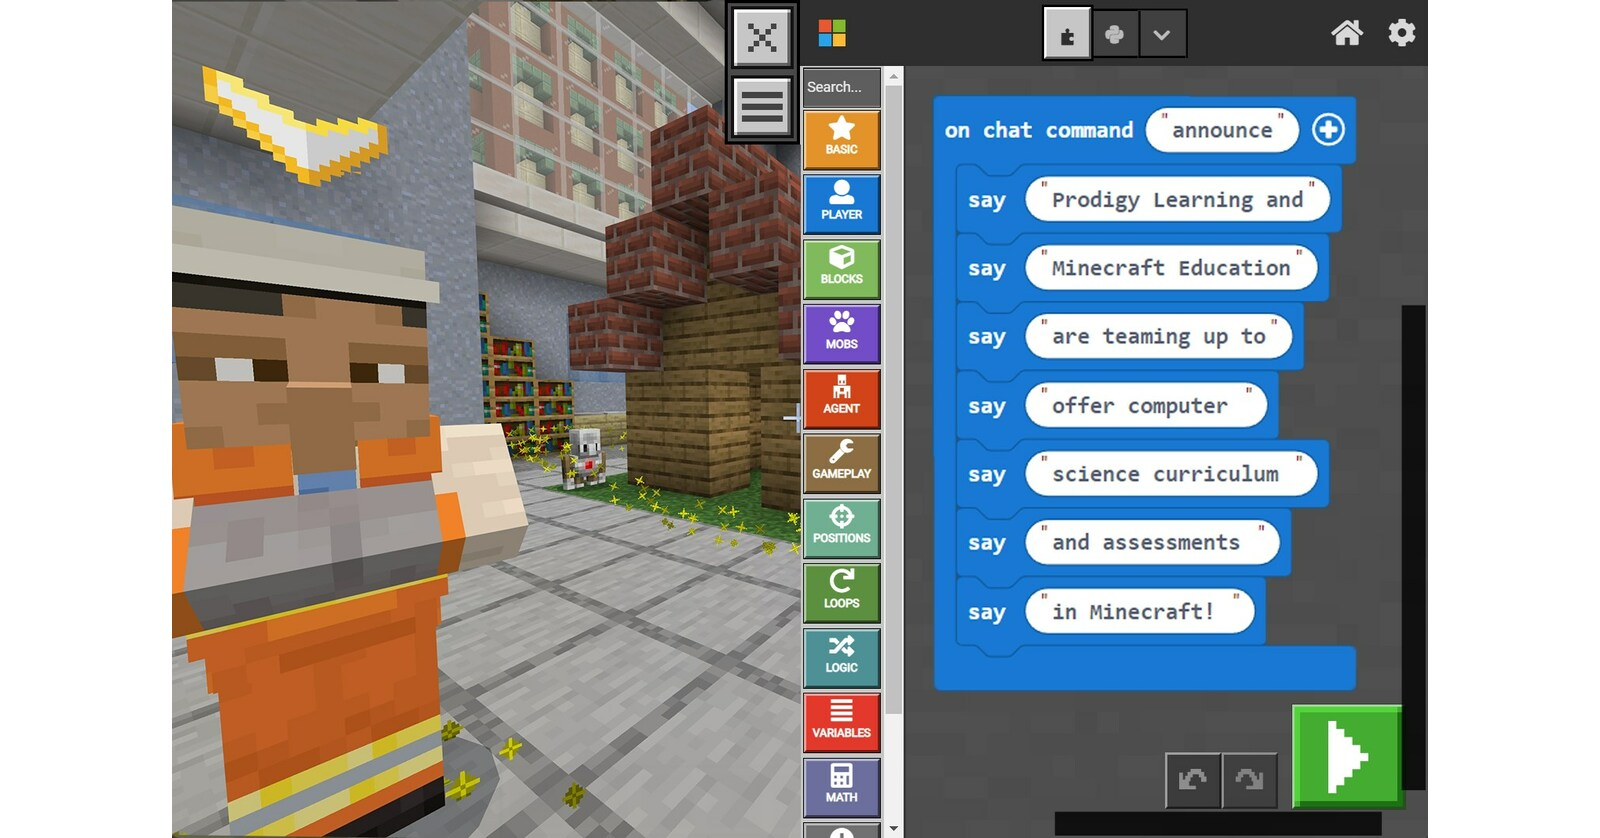 Search...
BASIC
PLAYER
BLOCKS
MOBS
AGENT
GAMEPLAY
POSITIONS
LOOPS
LOGIC
VARIABLES
MATH
on chat command "announce"
say "Prodigy Learning and"
say "Minecraft Education"
say "are teaming up to"
say "offer computer"
say "science curriculum"
say "and assessments"
say "in Minecraft!"